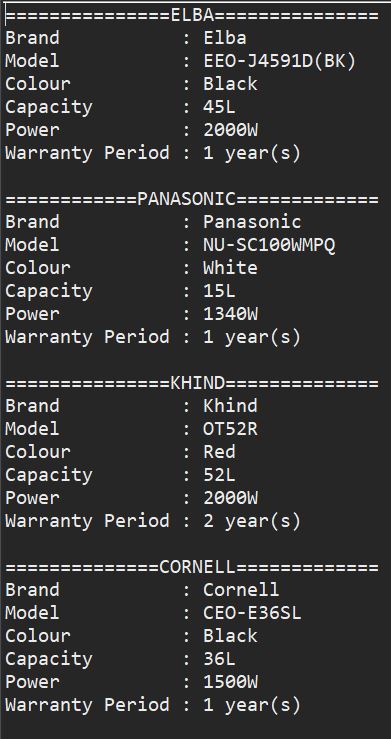 ===============ELBA===============
Brand           : Elba
Model           : EEO-J4591D(BK)
Colour          : Black
Capacity        : 45L
Power           : 2000W
Warranty Period : 1 year(s)
============PANASONIC=============
Brand           : Panasonic
Model           : NU-SC100WMPQ
Colour          : White
Capacity        : 15L
Power           : 1340W
Warranty Period : 1 year(s)
===============KHIND==============
Brand           : Khind
Model           : OT52R
Colour          : Red
Capacity        : 52L
Power           : 2000W
Warranty Period : 2 year(s)
==============CORNELL=============
Brand           : Cornell
Model           : CEO-E36SL
Colour          : Black
Capacity        : 36L
Power           : 1500W
Warranty Period : 1 year(s)